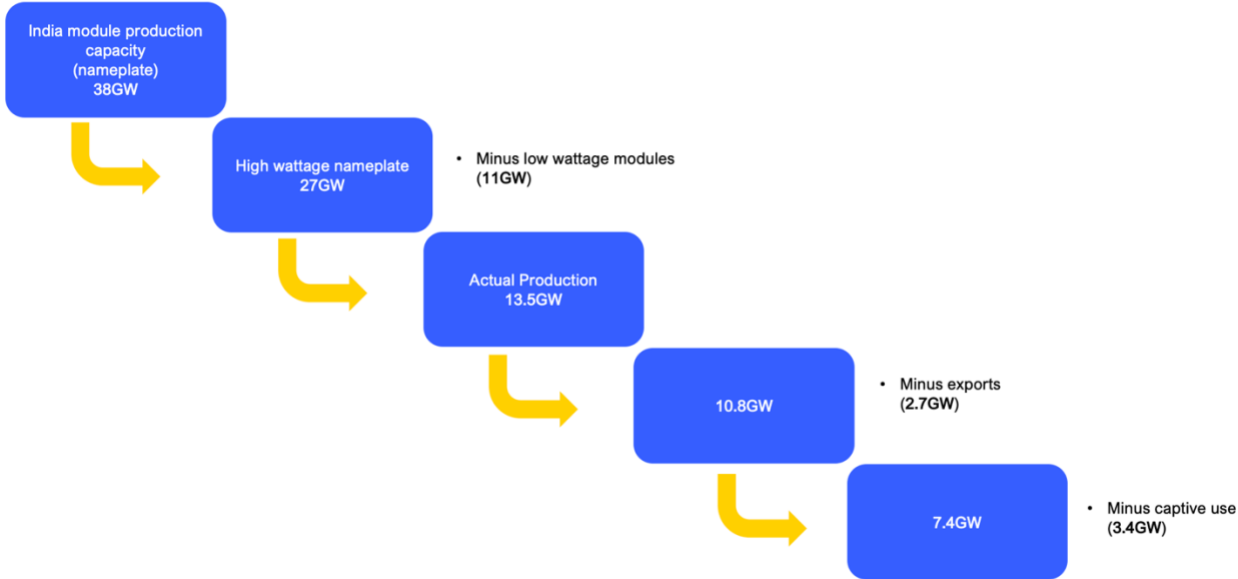 India module production
capacity
(nameplate)
38GW
High wattage nameplate
27GW
• Minus low wattage modules
(11GW)
Actual Production
13.5GW
10.8GW
• Minus exports
(2.7GW)
7.4GW
• Minus captive use
(3.4GW)